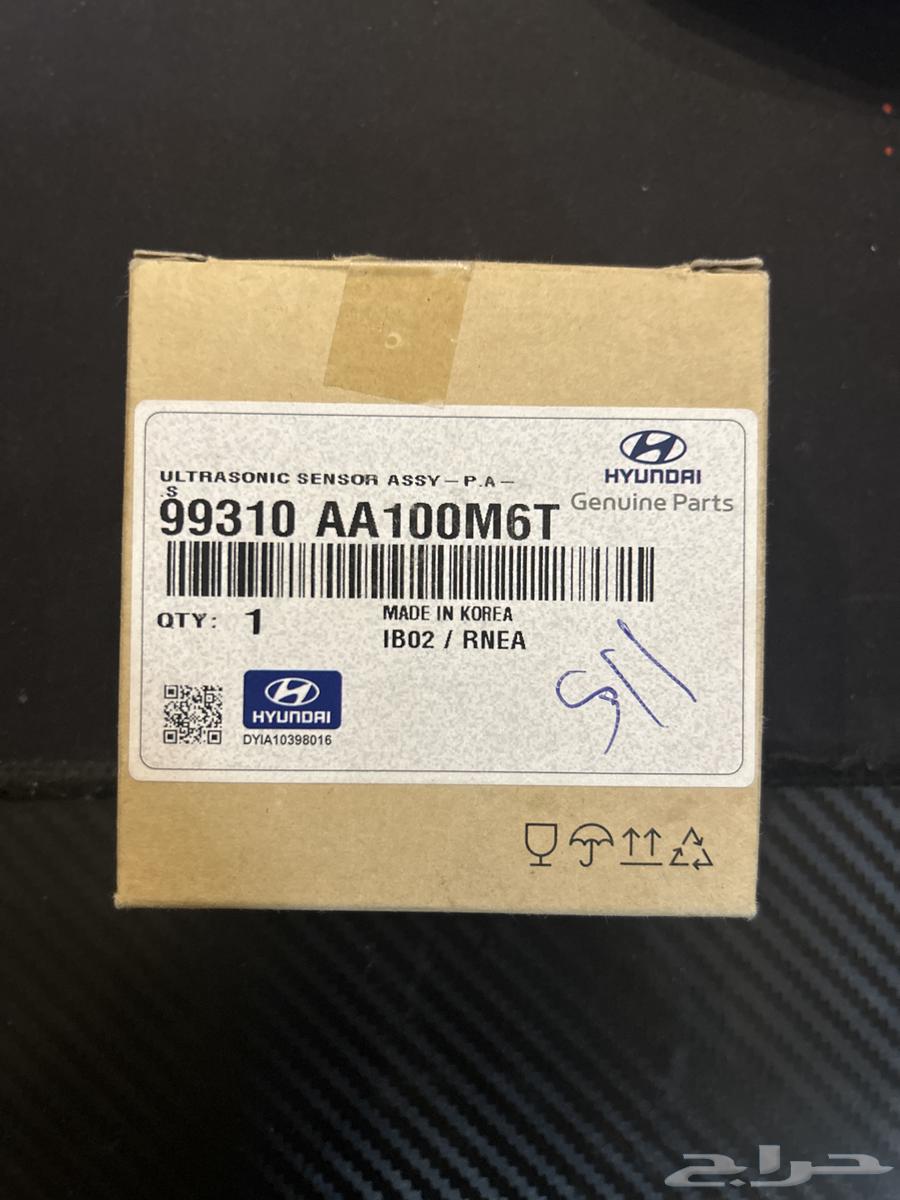 HYUNDAI
Genuine Parts
ULTRASONIC SENSOR ASSY-P.A-
.S
99310 AA100M6T
QTY: 1
MADE IN KOREA
IB02 / RNEA
HYUNDAI
DYIA10398016
حراج